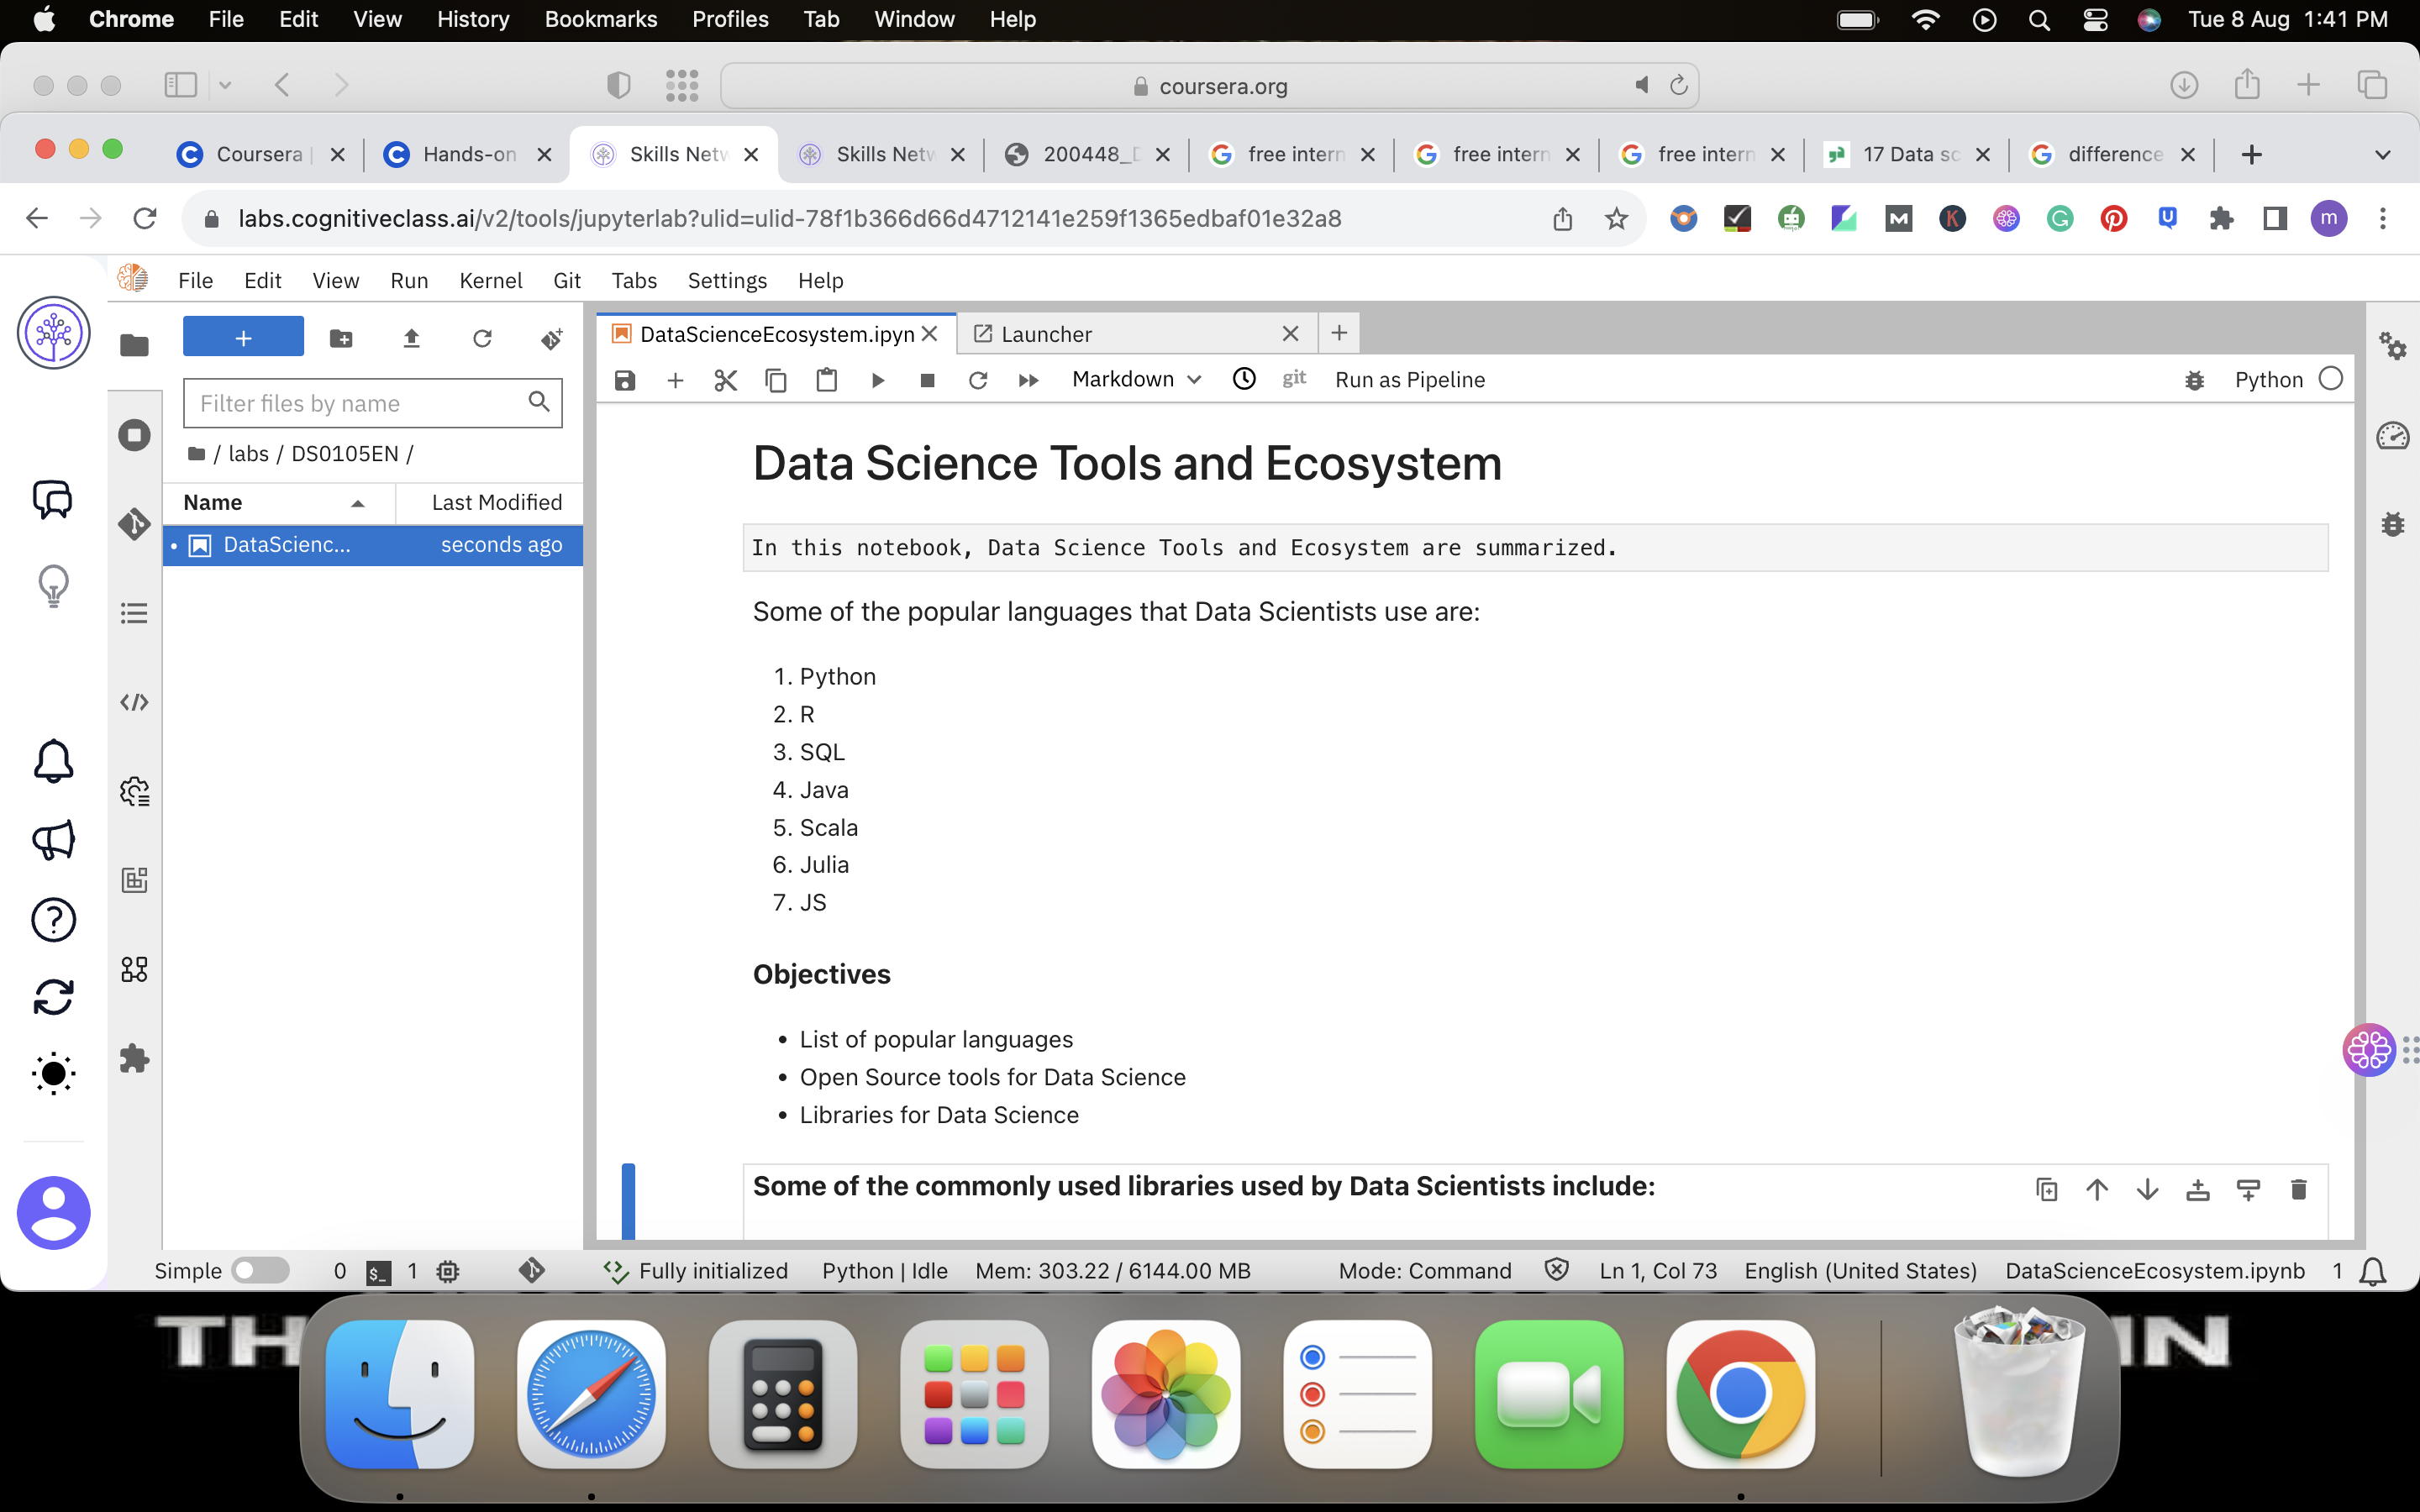 Chrome File Edit View History Bookmarks Profiles Tab Window Help Tue 8 Aug 1:41 PM
coursera.org
Coursera | Hands-on Skills Netw Skills Netw 200448_D free intern free intern free intern 17 Data sc difference
labs.cognitiveclass.ai/v2/tools/jupyterlab?ulid=ulid-78f1b366d66d4712141e259f1365edbaf01e32a8 m
File Edit View Run Kernel Git Tabs Settings Help
DataScienceEcosystem.ipyn Launcher
Markdown git Run as Pipeline Python
Filter files by name
/ labs / DS0105EN /
Name Last Modified
DataScienc... seconds ago
Data Science Tools and Ecosystem
In this notebook, Data Science Tools and Ecosystem are summarized.
Some of the popular languages that Data Scientists use are:
1. Python
2. R
3. SQL
4. Java
5. Scala
6. Julia
7. JS
Objectives
• List of popular languages
• Open Source tools for Data Science
• Libraries for Data Science
Some of the commonly used libraries used by Data Scientists include:
Simple 0 $_ 1 Fully initialized Python | Idle Mem: 303.22 / 6144.00 MB Mode: Command Ln 1, Col 73 English (United States) DataScienceEcosystem.ipynb 1
TH IN